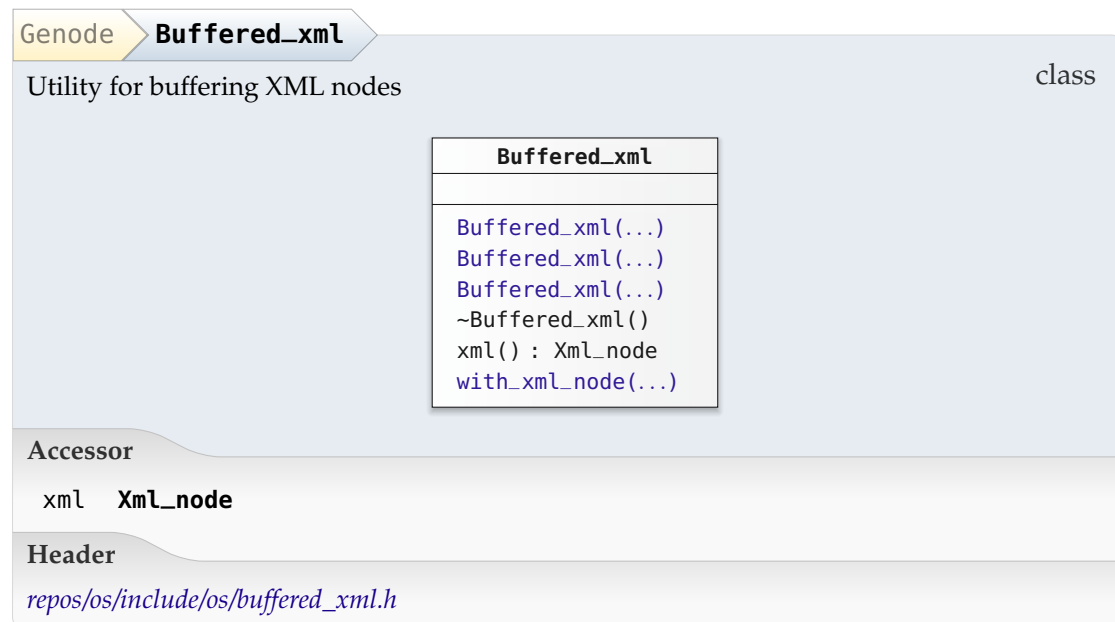 Genode Buffered_xml
Utility for buffering XML nodes
class
Buffered_xml
Buffered_xml(...)
Buffered_xml(...)
Buffered_xml(...)
~Buffered_xml()
xml() : Xml_node
with_xml_node(...)
Accessor
xml Xml_node
Header
repos/os/include/os/buffered_xml.h